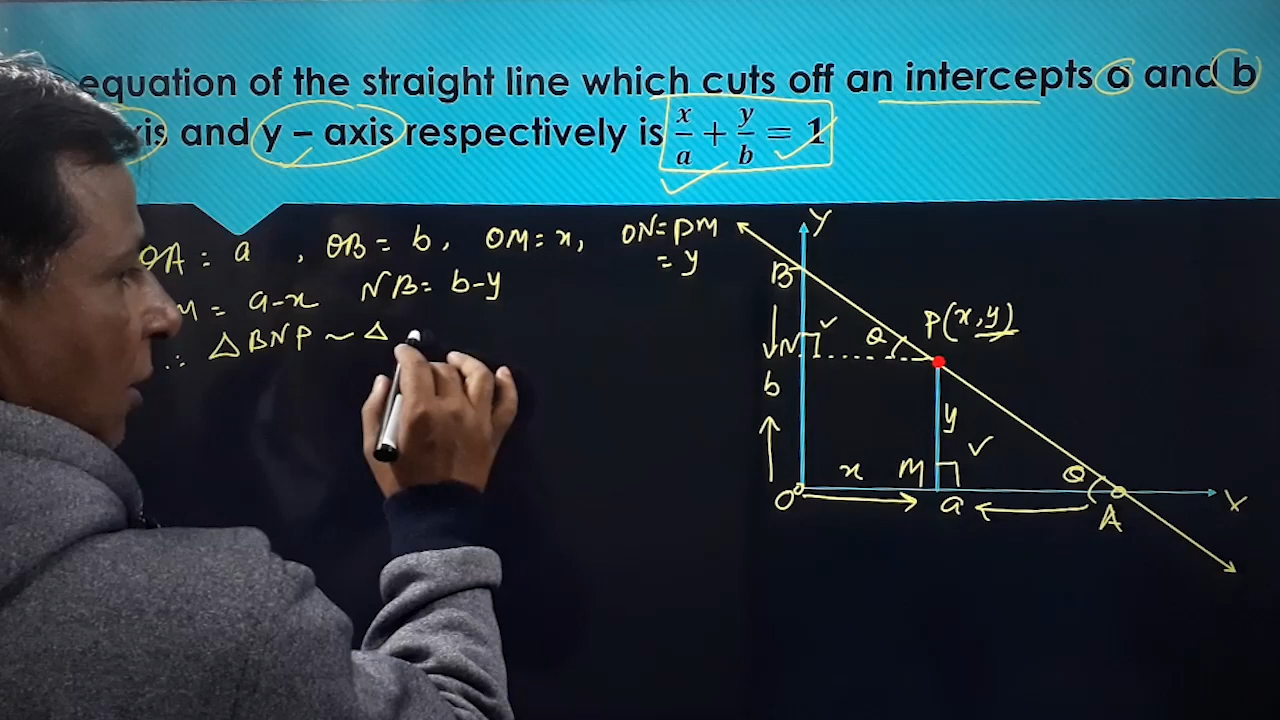 equation of the straight line which cuts off an intercepts a and b
xis and y – axis respectively is x/a + y/b = 1
OA = a , OB = b, OM = x, ON = PM
= y
M = a-x NB = b-y
∴ △BNP ~ △
Y
B
P(x,y)
θ
N
b
y
M
x
θ
O
a
A
X